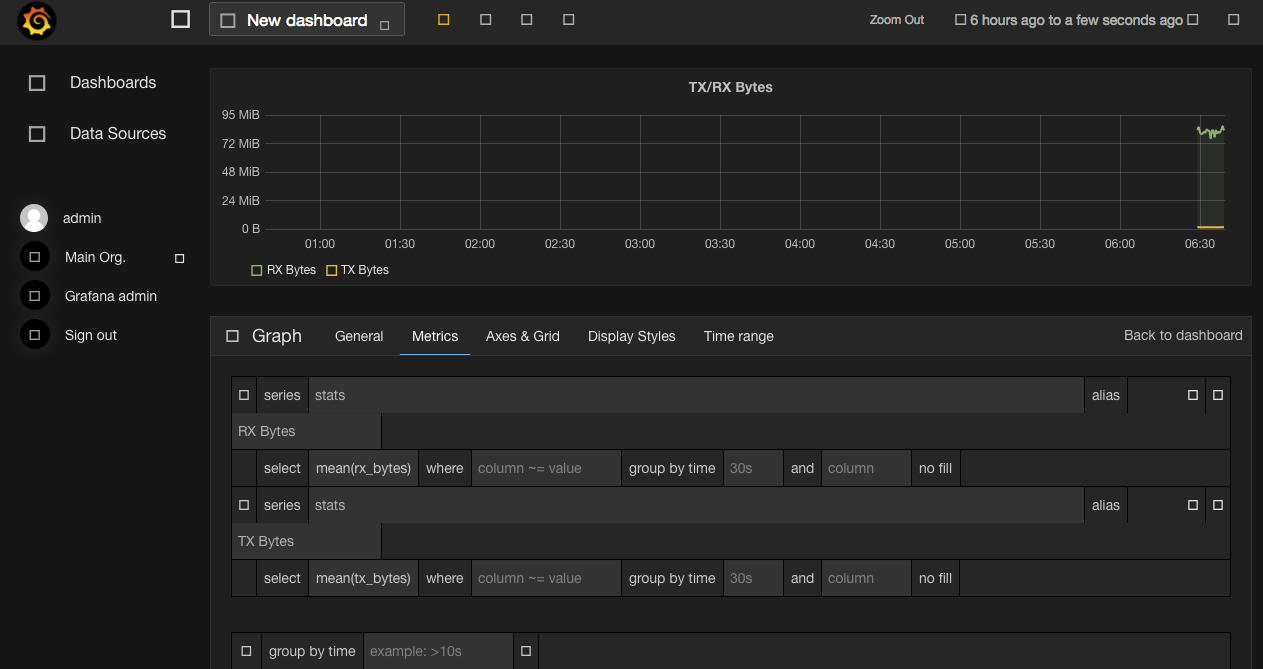 New dashboard
Zoom Out
6 hours ago to a few seconds ago
Dashboards
Data Sources
admin
Main Org.
Grafana admin
Sign out
TX/RX Bytes
95 MiB
72 MiB
48 MiB
24 MiB
0 B
01:00 01:30 02:00 02:30 03:00 03:30 04:00 04:30 05:00 05:30 06:00 06:30
RX Bytes TX Bytes
Graph General Metrics Axes & Grid Display Styles Time range Back to dashboard
series stats alias
RX Bytes
select mean(rx_bytes) where column ~= value group by time 30s and column no fill
series stats alias
TX Bytes
select mean(tx_bytes) where column ~= value group by time 30s and column no fill
group by time example: >10s